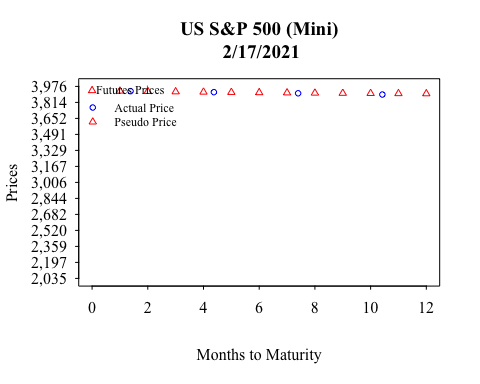 US S&P 500 (Mini)
2/17/2021
Prices
3,976
3,814
3,652
3,491
3,329
3,167
3,006
2,844
2,682
2,520
2,359
2,197
2,035
Futures Prices
Actual Price
Pseudo Price
0 2 4 6 8 10 12
Months to Maturity